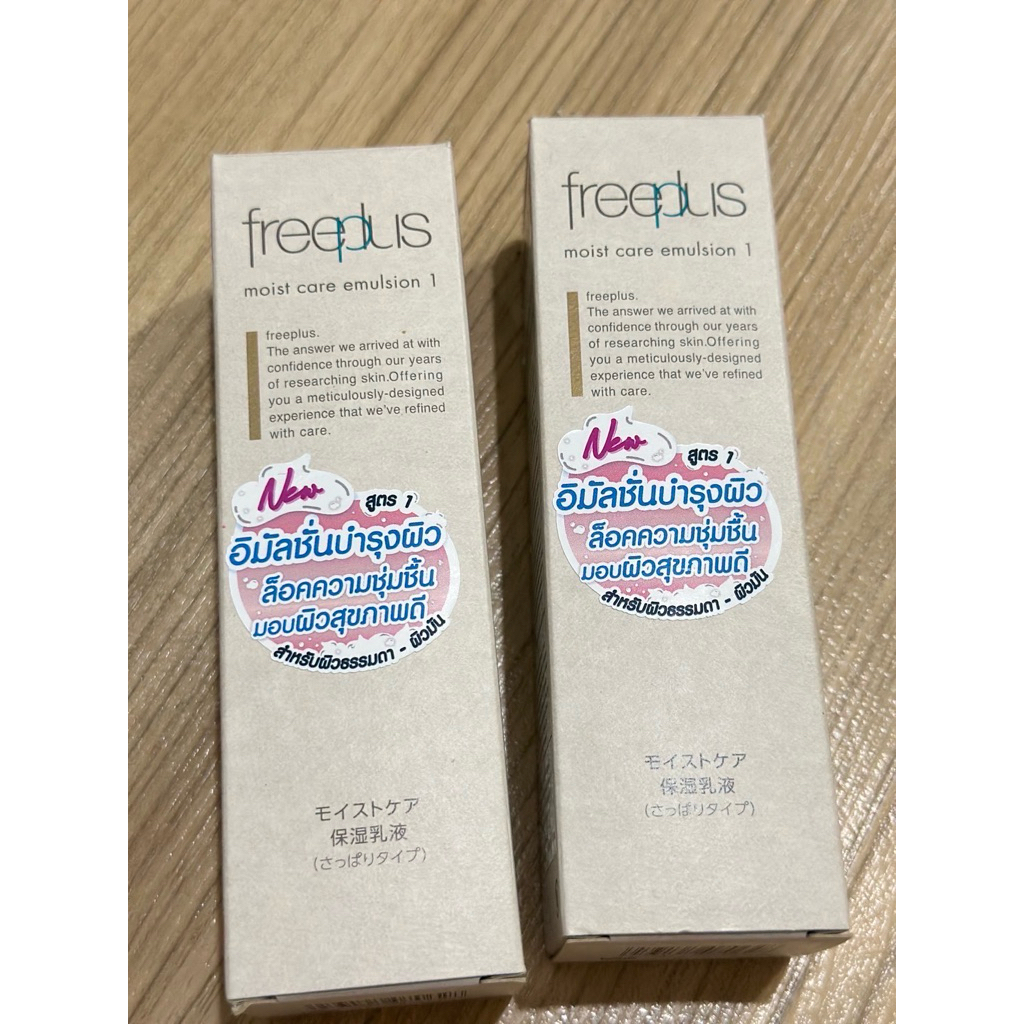 freeplus
moist care emulsion 1
freeplus.
The answer we arrived at with
confidence through our years
of researching skin.Offering
you a meticulously-designed
experience that we've refined
with care.
New
สูตร 1
อิมัลชั่นบำรุงผิว
ล็อคความชุ่มชื้น
มอบผิวสุขภาพดี
สำหรับผิวธรรมดา - ผิวมัน
モイストケア
保湿乳液
(さっぱりタイプ)
freeplus
moist care emulsion 1
freeplus.
The answer we arrived at with
confidence through our years
of researching skin.Offering
you a meticulously-designed
experience that we've refined
with care.
New
สูตร 1
อิมัลชั่นบำรุงผิว
ล็อคความชุ่มชื้น
มอบผิวสุขภาพดี
สำหรับผิวธรรมดา - ผิวมัน
モイストケア
保湿乳液
(さっぱりタイプ)